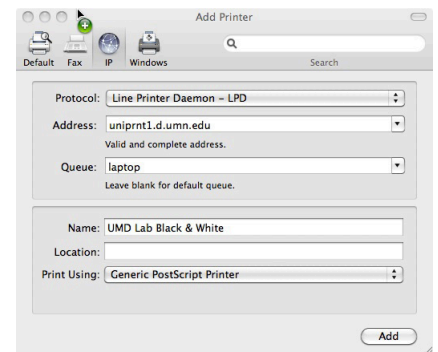 Add Printer
Default Fax IP Windows Search
Protocol: Line Printer Daemon – LPD
Address: uniprnt1.d.umn.edu
Valid and complete address.
Queue: laptop
Leave blank for default queue.
Name: UMD Lab Black & White
Location:
Print Using: Generic PostScript Printer
Add